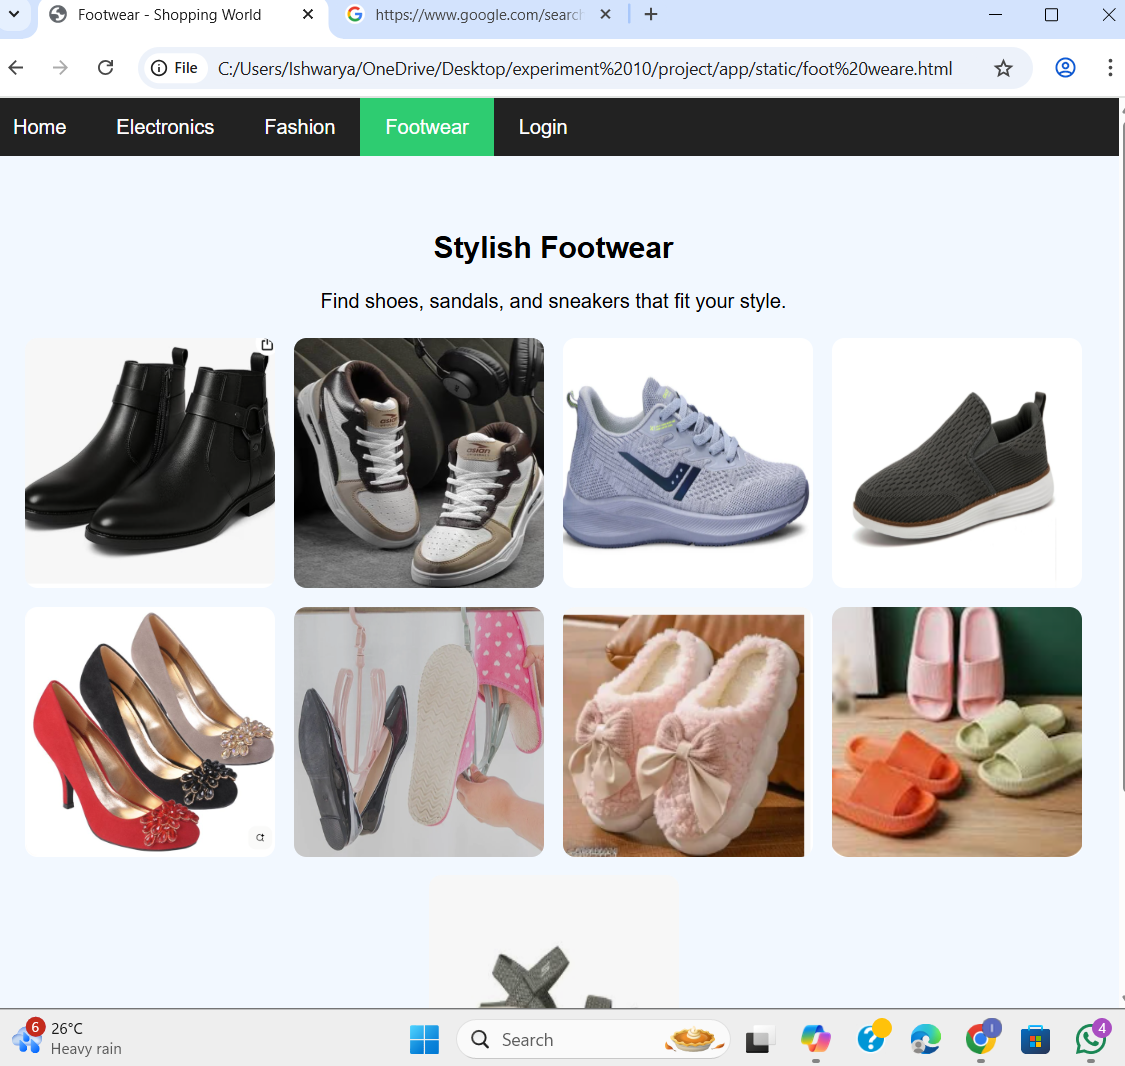 Footwear - Shopping World
https://www.google.com/search
File
C:/Users/Ishwarya/OneDrive/Desktop/experiment%2010/project/app/static/foot%20weare.html
Home Electronics Fashion Footwear Login
Stylish Footwear
Find shoes, sandals, and sneakers that fit your style.
asian
asian
6
26°C
Heavy rain
Search
I
4